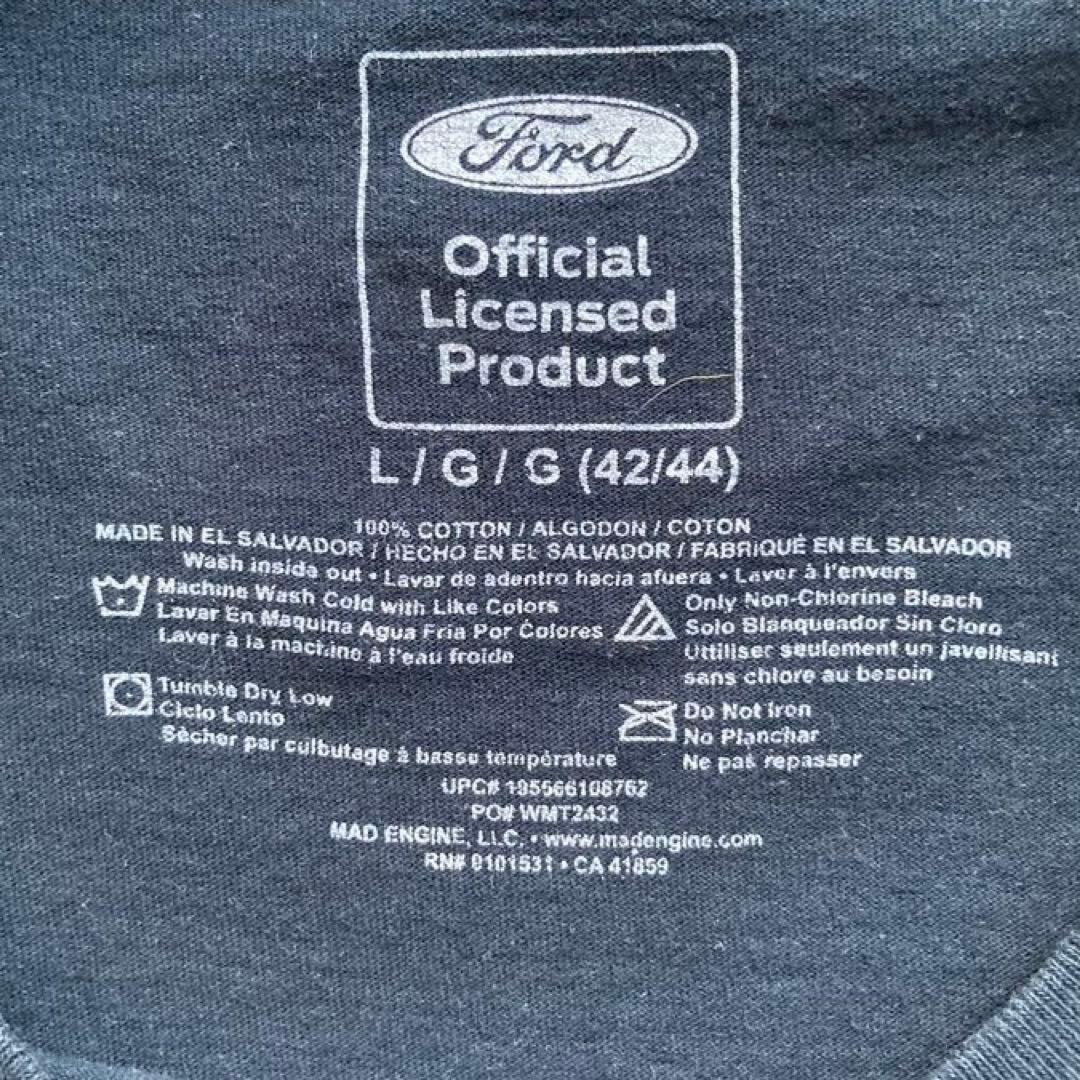 Ford
Official
Licensed
Product
L / G / G (42/44)
100% COTTON / ALGODON / COTON
MADE IN EL SALVADOR / HECHO EN EL SALVADOR / FABRIQUÉ EN EL SALVADOR
Wash inside out • Lavar de adentro hacia afuera • Laver à l'envers
Machine Wash Cold with Like Colors
Lavar En Maquina Agua Fria Por Colores
Laver à la machine à l'eau froide
Only Non-Chlorine Bleach
Solo Blanqueador Sin Cloro
Uttiliser seulement un javellisant
sans chlore au besoin
Tumble Dry Low
Ciclo Lento
Sècher par culbutage à basse température
Do Not Iron
No Planchar
Ne pas repasser
UPC# 195566108762
PO# WMT2432
MAD ENGINE, LLC. • www.madengine.com
RN# 0101531 • CA 41859